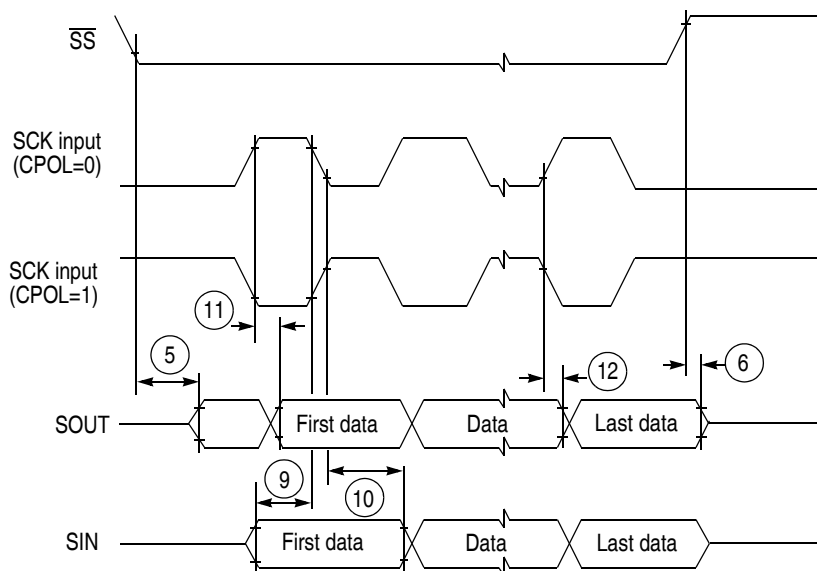 SS
SCK input
(CPOL=0)
SCK input
(CPOL=1)
11
5
12
6
SOUT
First data
Data
Last data
9
10
SIN
First data
Data
Last data